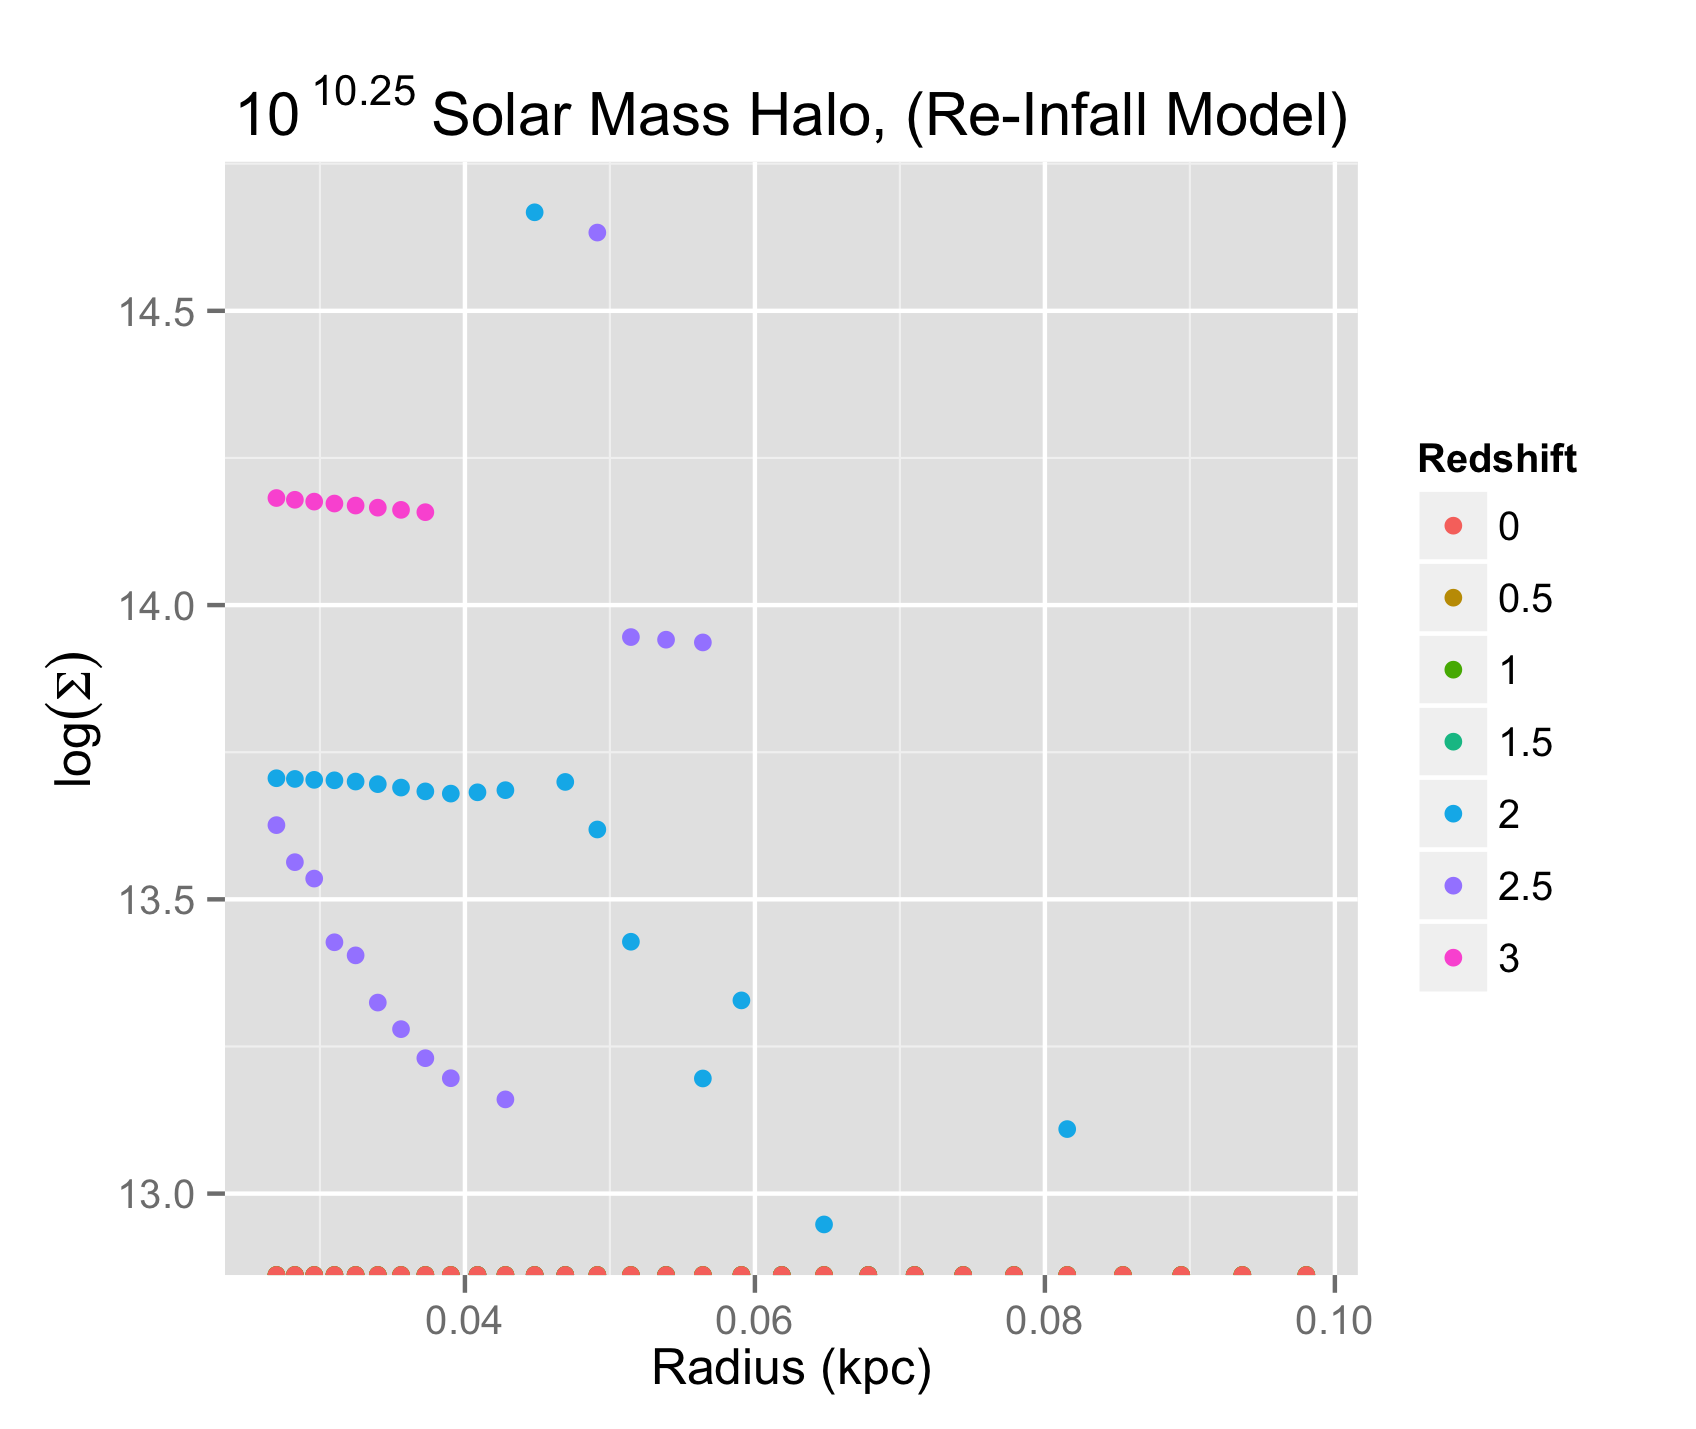 10^10.25 Solar Mass Halo, (Re-Infall Model)
14.5
14.0
13.5
13.0
log(Σ)
0.04 0.06 0.08 0.10
Radius (kpc)
Redshift
0
0.5
1
1.5
2
2.5
3